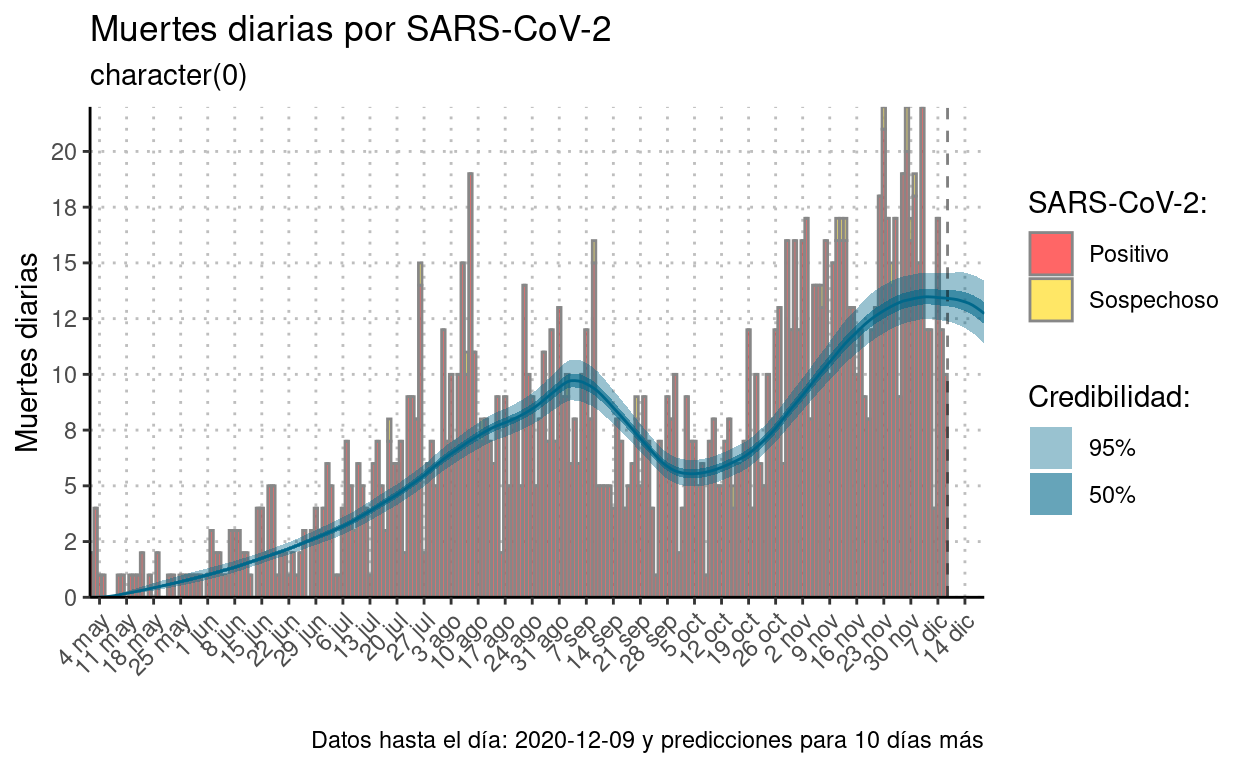 Muertes diarias por SARS-CoV-2
character(0)
Muertes diarias
20
18
15
12
10
8
5
2
0
4 may
11 may
18 may
25 may
1 jun
8 jun
15 jun
22 jun
29 jun
6 jul
13 jul
20 jul
27 jul
3 ago
10 ago
17 ago
24 ago
31 ago
7 sep
14 sep
21 sep
28 sep
5 oct
12 oct
19 oct
26 oct
2 nov
9 nov
16 nov
23 nov
30 nov
7 dic
14 dic
SARS-CoV-2:
Positivo
Sospechoso
Credibilidad:
95%
50%
Datos hasta el día: 2020-12-09 y predicciones para 10 días más